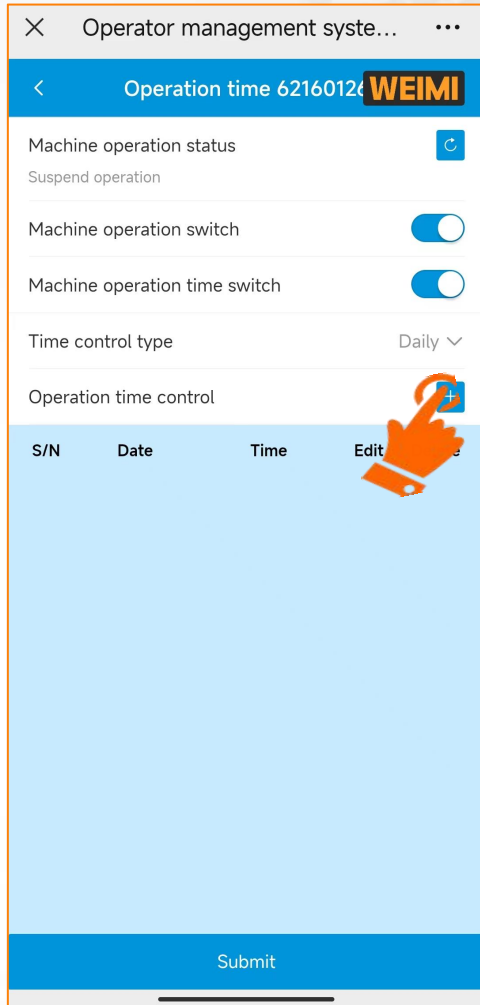 Operator management syste...
Operation time 6216012 WEIMI
Machine operation status
Suspend operation
Machine operation switch
Machine operation time switch
Time control type Daily
Operation time control
S/N Date Time Edit
Submit